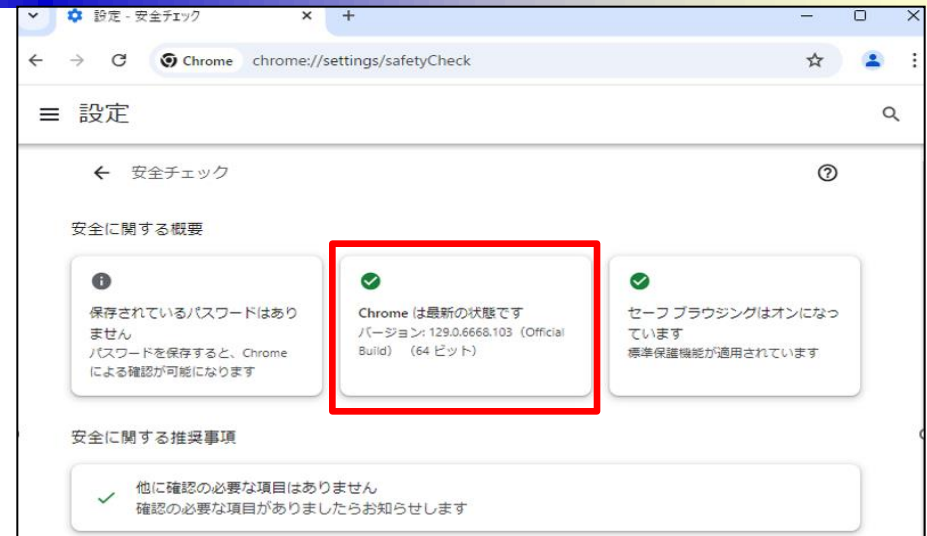 設定 - 安全チェック
Chrome chrome://settings/safetyCheck
設定
安全チェック
安全に関する概要
保存されているパスワードはあり
ません
パスワードを保存すると、Chrome
による確認が可能になります
Chrome は最新の状態です
バージョン: 129.0.6668.103（Official
Build）（64 ビット）
セーフ ブラウジングはオンになっ
ています
標準保護機能が適用されています
安全に関する推奨事項
他に確認の必要な項目はありません
確認の必要な項目がありましたらお知らせします